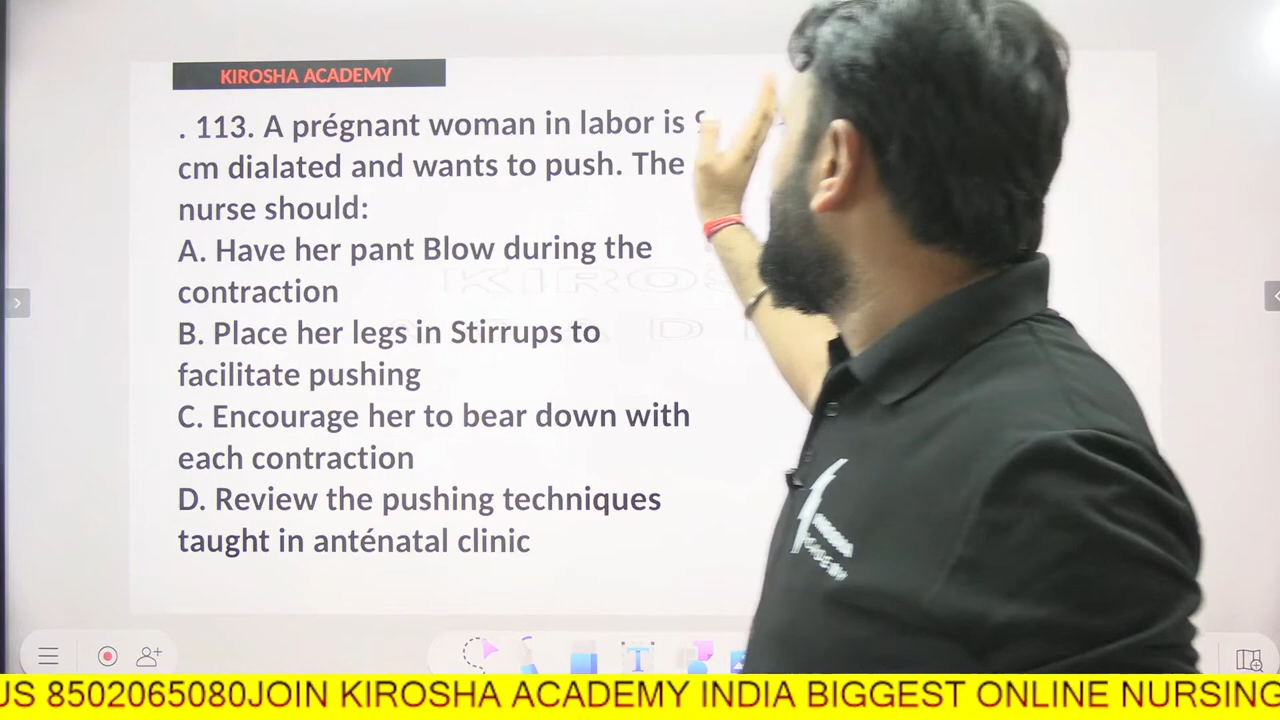 KIROSHA ACADEMY
. 113. A prégnant woman in labor is
cm dialated and wants to push. The
nurse should:
A. Have her pant Blow during the
contraction
B. Place her legs in Stirrups to
facilitate pushing
C. Encourage her to bear down with
each contraction
D. Review the pushing techniques
taught in anténatal clinic
T
US 8502065080JOIN KIROSHA ACADEMY INDIA BIGGEST ONLINE NURSING